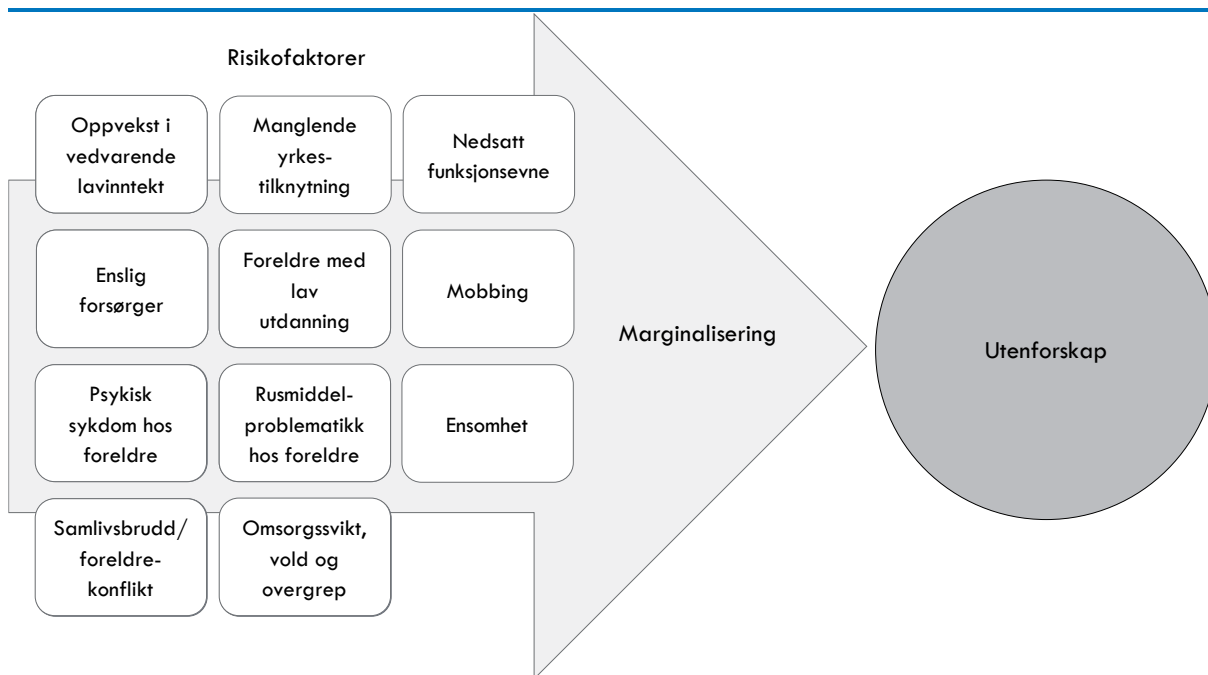 Risikofaktorer
Oppvekst i
vedvarende
lavinntekt
Manglende
yrkes-
tilknytning
Nedsatt
funksjonsevne
Enslig
forsørger
Foreldre med
lav
utdanning
Mobbing
Psykisk
sykdom hos
foreldre
Rusmiddel-
problematikk
hos foreldre
Ensomhet
Samlivsbrudd/
foreldre-
konflikt
Omsorgssvikt,
vold og
overgrep
Marginalisering
Utenforskap